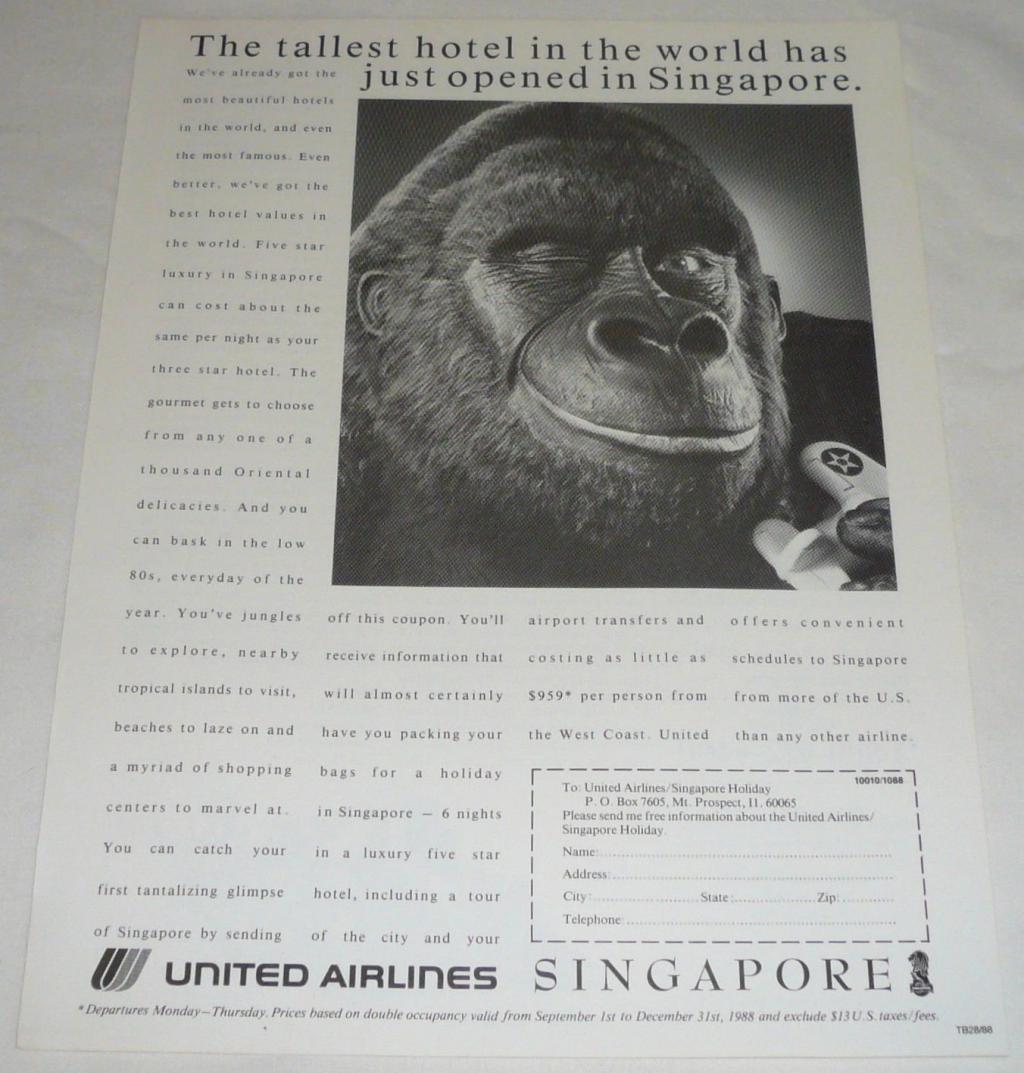 The tallest hotel in the world has
just opened in Singapore.
We've already got the
most beautiful hotels
in the world, and even
the most famous. Even
better, we've got the
best hotel values in
the world. Five star
luxury in Singapore
can cost about the
same per night as your
three star hotel. The
gourmet gets to choose
from any one of a
thousand Oriental
delicacies. And you
can bask in the low
80s, everyday of the
year. You've jungles
to explore, nearby
tropical islands to visit,
beaches to laze on and
a myriad of shopping
centers to marvel at.
You can catch your
first tantalizing glimpse
of Singapore by sending
off this coupon. You'll
receive information that
will almost certainly
have you packing your
bags for a holiday
in Singapore – 6 nights
in a luxury five star
hotel, including a tour
of the city and your
airport transfers and
costing as little as
$959* per person from
the West Coast. United
offers convenient
schedules to Singapore
from more of the U.S.
than any other airline.
10010/1088
To: United Airlines/Singapore Holiday
P. O. Box 7605, Mt. Prospect, Il. 60065
Please send me free information about the United Airlines/
Singapore Holiday.
Name:
Address:
City: State: Zip:
Telephone:
UNITED AIRLINES
SINGAPORE
*Departures Monday–Thursday. Prices based on double occupancy valid from September 1st to December 31st, 1988 and exclude $13 U.S. taxes/fees.
TB28/88